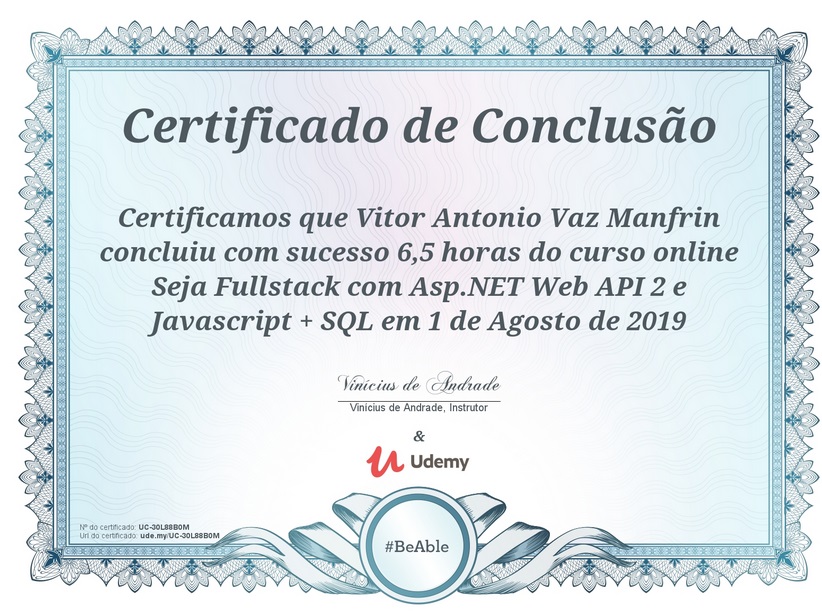 Certificado de Conclusão
Certificamos que Vitor Antonio Vaz Manfrin
concluiu com sucesso 6,5 horas do curso online
Seja Fullstack com Asp.NET Web API 2 e
Javascript + SQL em 1 de Agosto de 2019
Vinícius de Andrade
Vinícius de Andrade, Instrutor
&
Udemy
#BeAble
Nº do certificado: UC-30L88B0M
Url do certificado: ude.my/UC-30L88B0M